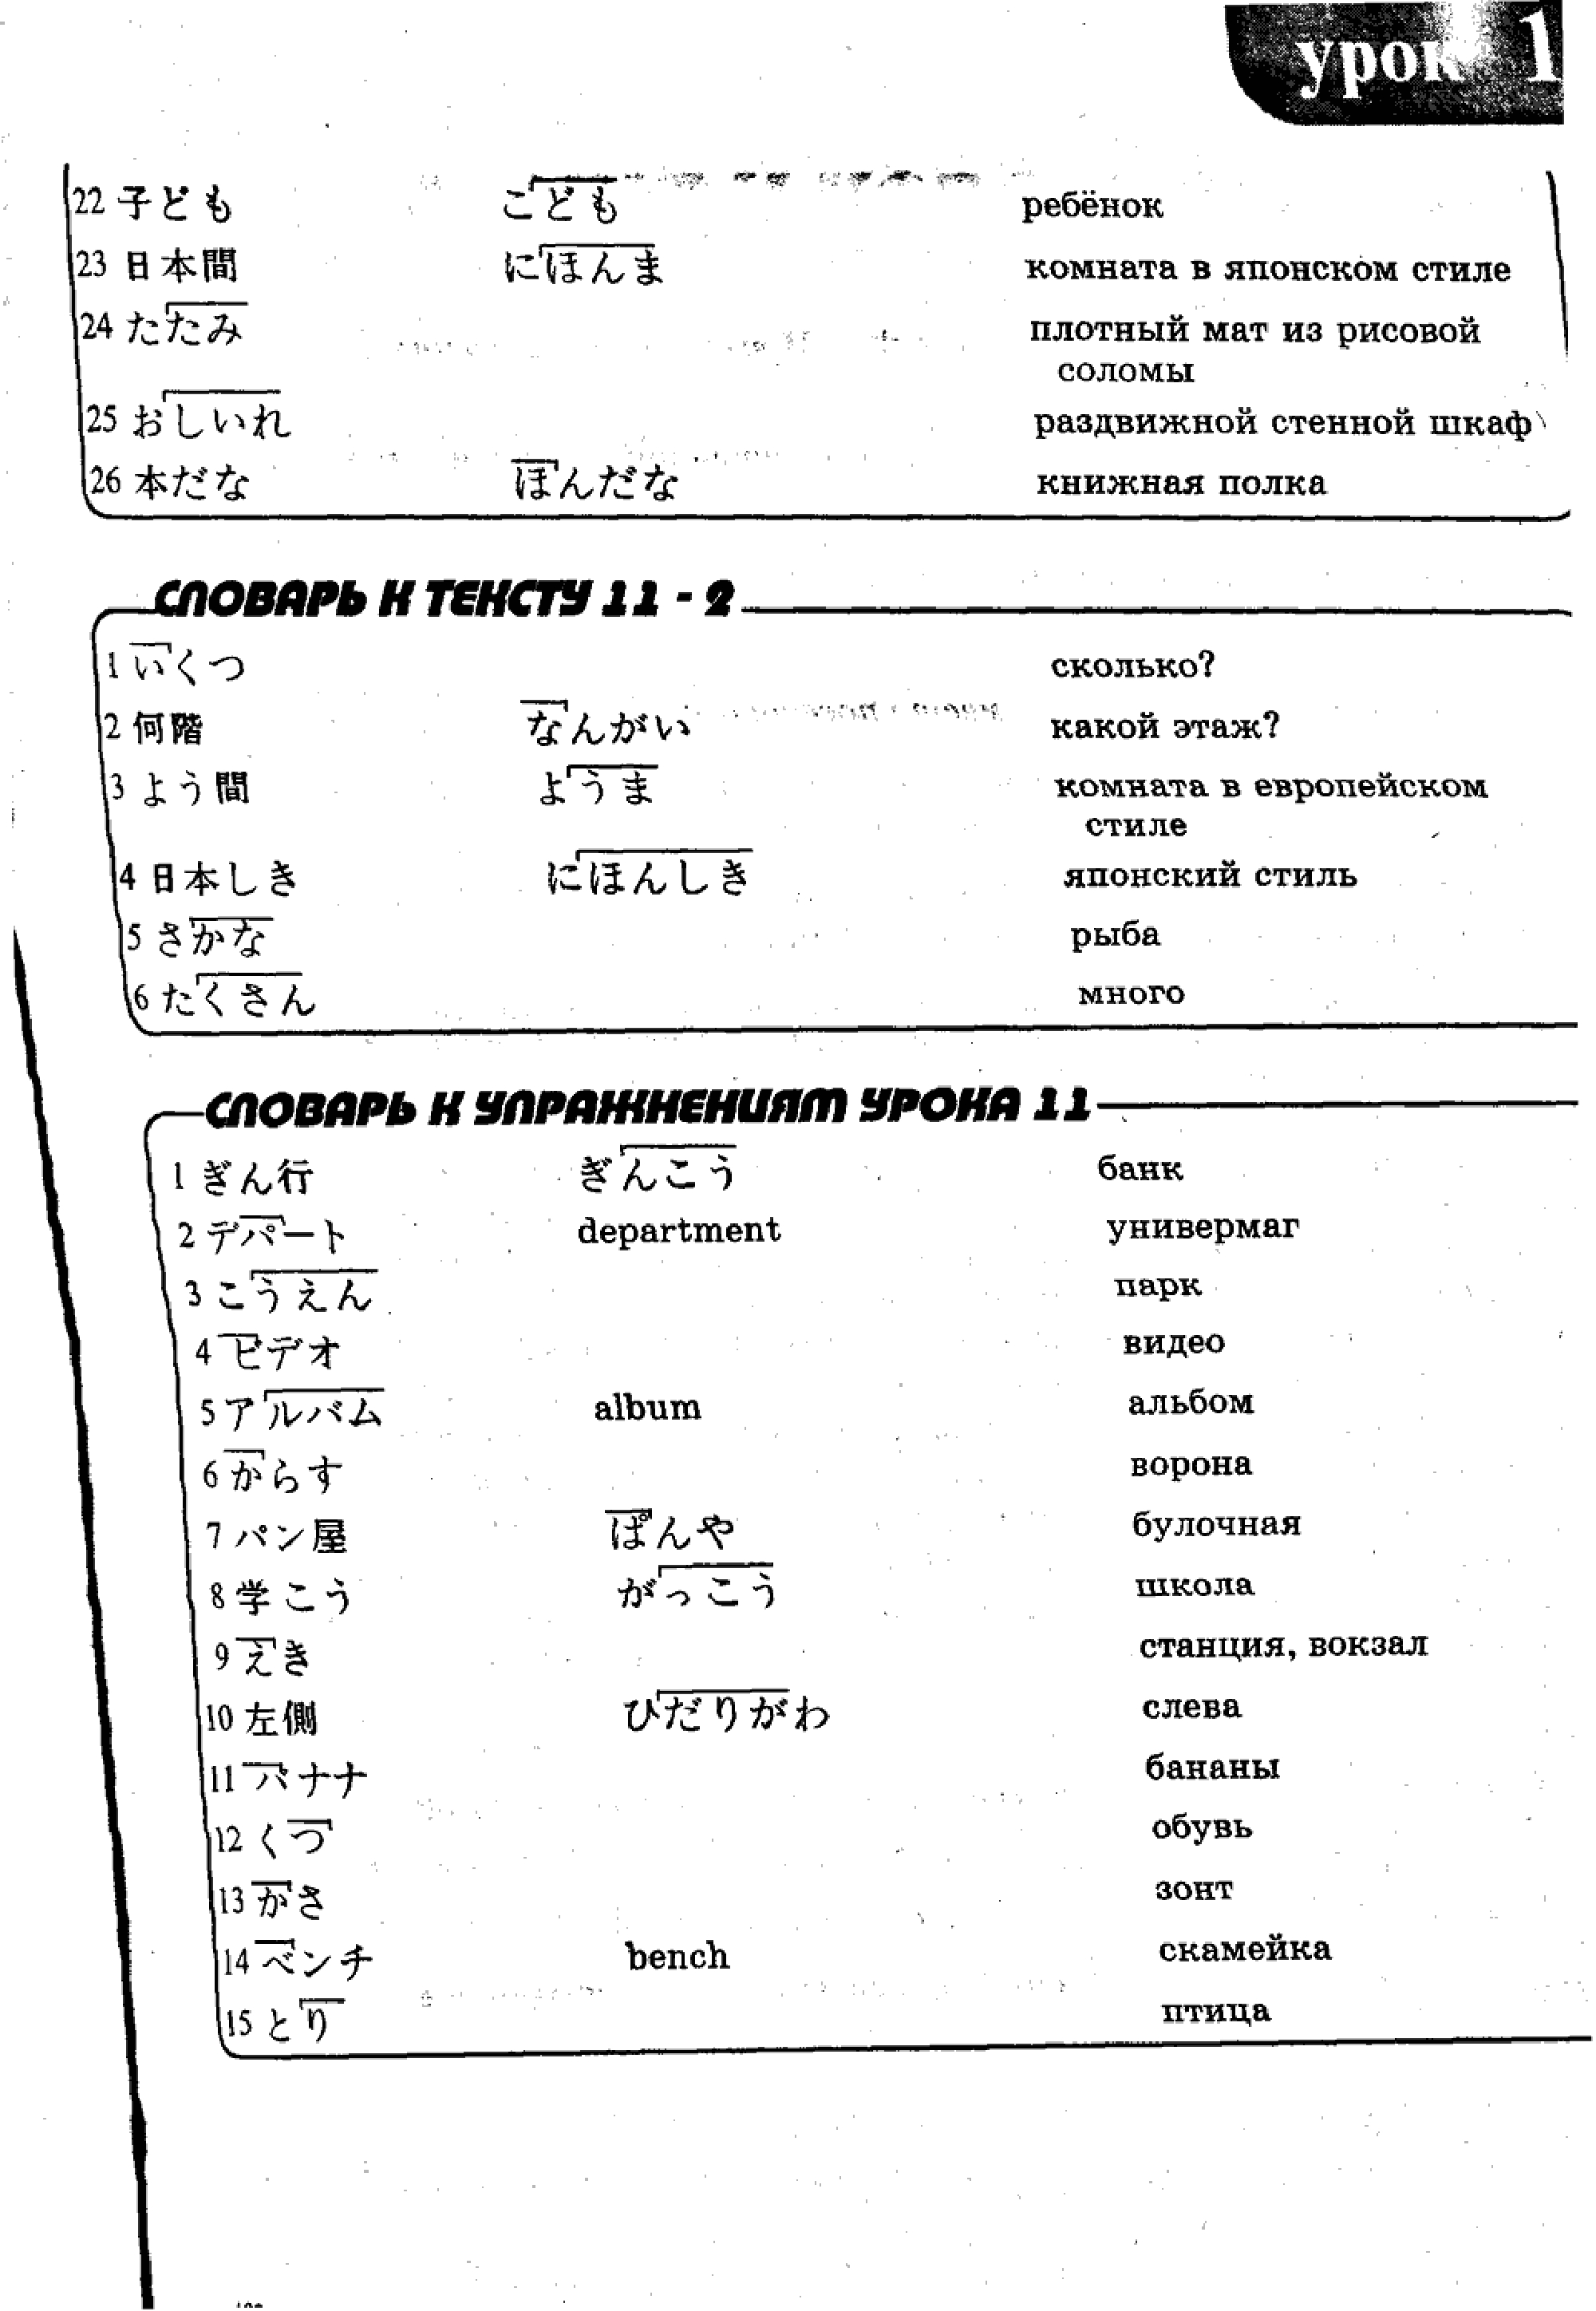 урок 1
22 子ども こども ребёнок
23 日本間 にほんま комната в японском стиле
24 たたみ плотный мат из рисовой
соломы
25 おしいれ раздвижной стенной шкаф
26 本だな ほんだな книжная полка
СЛОВАРЬ К ТЕКСТУ 11 - 2
1 いくつ сколько?
2 何階 なんがい какой этаж?
3 よう間 ようま комната в европейском
стиле
4 日本しき にほんしき японский стиль
5 さかな рыба
6 たくさん много
СЛОВАРЬ К УПРАЖНЕНИЯМ УРОКА 11
1 ぎん行 ぎんこう банк
2 デパート department универмаг
3 こうえん парк
4 ビデオ видео
5 アルバム album альбом
6 からす ворона
7 パン屋 ぱんや булочная
8 学こう がっこう школа
9 えき станция, вокзал
10 左側 ひだりがわ слева
11 バナナ бананы
12 くつ обувь
13 かさ зонт
14 ベンチ bench скамейка
15 とり птица